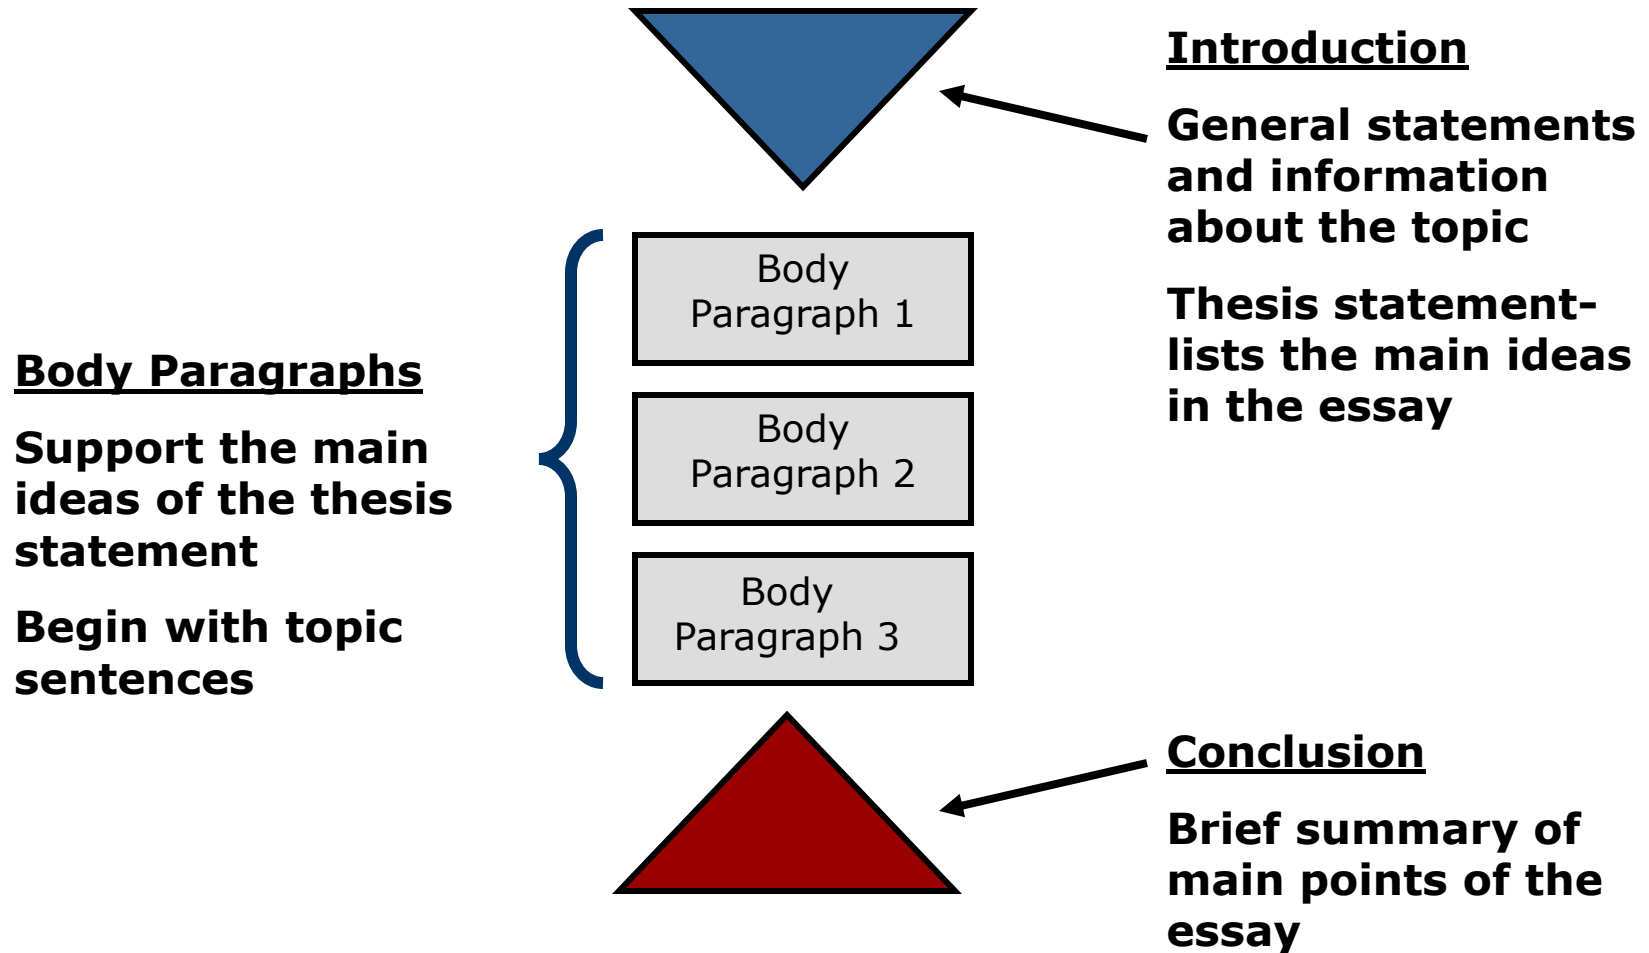 Introduction
General statements
and information
about the topic
Thesis statement-
lists the main ideas
in the essay
Body
Paragraph 1
Body
Paragraph 2
Body
Paragraph 3
Body Paragraphs
Support the main
ideas of the thesis
statement
Begin with topic
sentences
Conclusion
Brief summary of
main points of the
essay